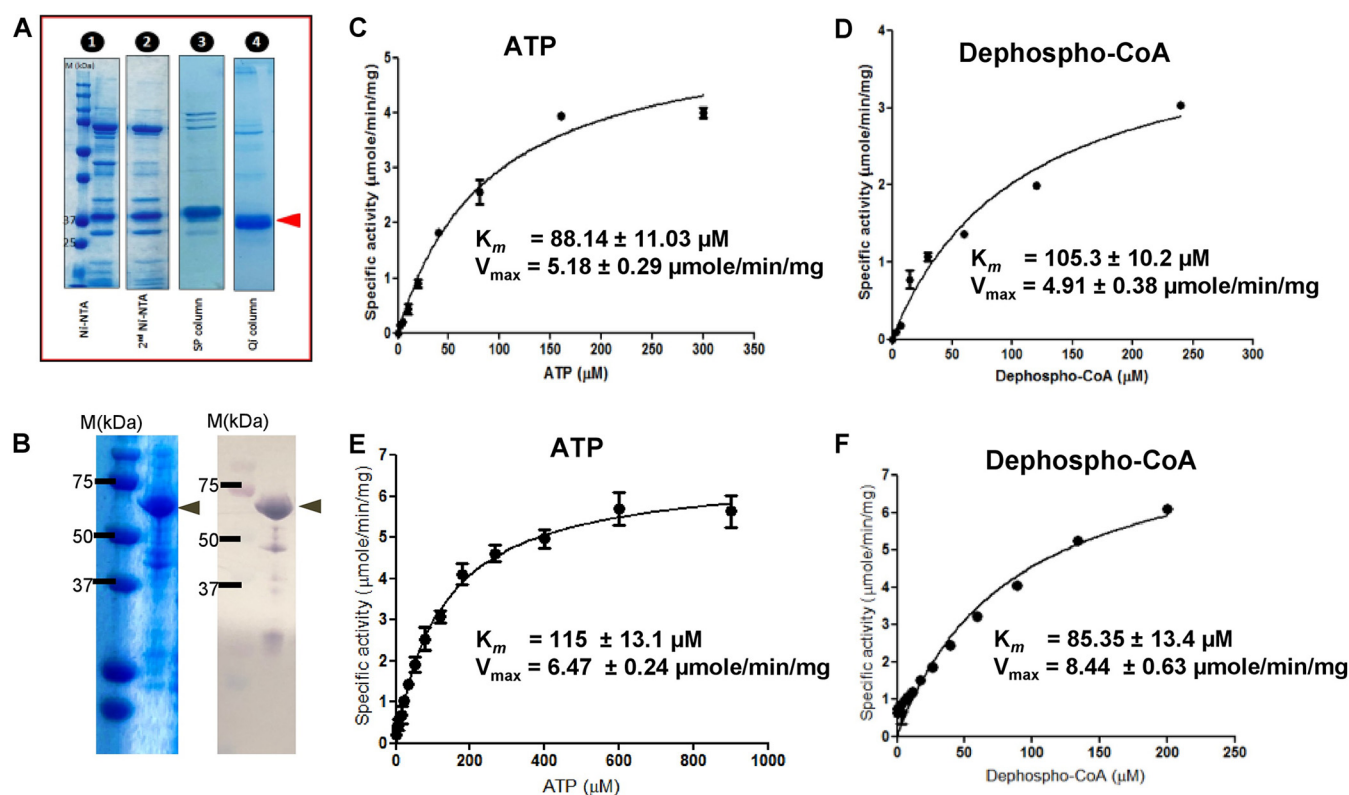 A
1 2 3 4
M (kDa)
37
25
Ni-NTA
2nd Ni-NTA
SP column
Qi column
B
M(kDa)
75
50
37
M(kDa)
75
50
37
C
ATP
Specific activity (µmole/min/mg)
5
4
3
2
1
0
Km = 88.14 ± 11.03 µM
Vmax = 5.18 ± 0.29 µmole/min/mg
0 50 100 150 200 250 300 350
ATP (µM)
D
Dephospho-CoA
Specific activity (µmole/min/mg)
4
3
2
1
0
Km = 105.3 ± 10.2 µM
Vmax = 4.91 ± 0.38 µmole/min/mg
0 50 100 150 200 250 300
Dephospho-CoA (µM)
E
ATP
Specific activity (µmole/min/mg)
7
6
5
4
3
2
1
0
Km = 115 ± 13.1 µM
Vmax = 6.47 ± 0.24 µmole/min/mg
0 200 400 600 800 1000
ATP (µM)
F
Dephospho-CoA
Specific activity (µmole/min/mg)
7
6
5
4
3
2
1
0
Km = 85.35 ± 13.4 µM
Vmax = 8.44 ± 0.63 µmole/min/mg
0 50 100 150 200 250
Dephospho-CoA (µM)